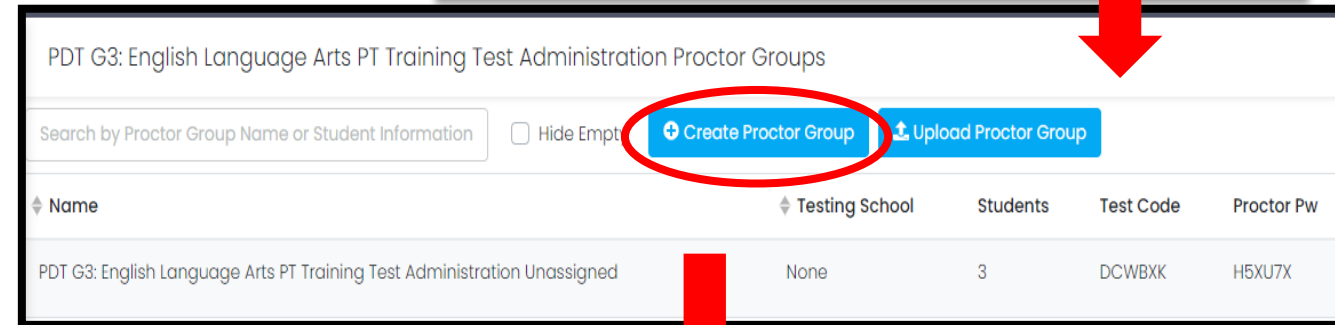 PDT G3: English Language Arts PT Training Test Administration Proctor Groups
Search by Proctor Group Name or Student Information Hide Empty Create Proctor Group Upload Proctor Group
Name Testing School Students Test Code Proctor Pw
PDT G3: English Language Arts PT Training Test Administration Unassigned None 3 DCWBXK H5XU7X